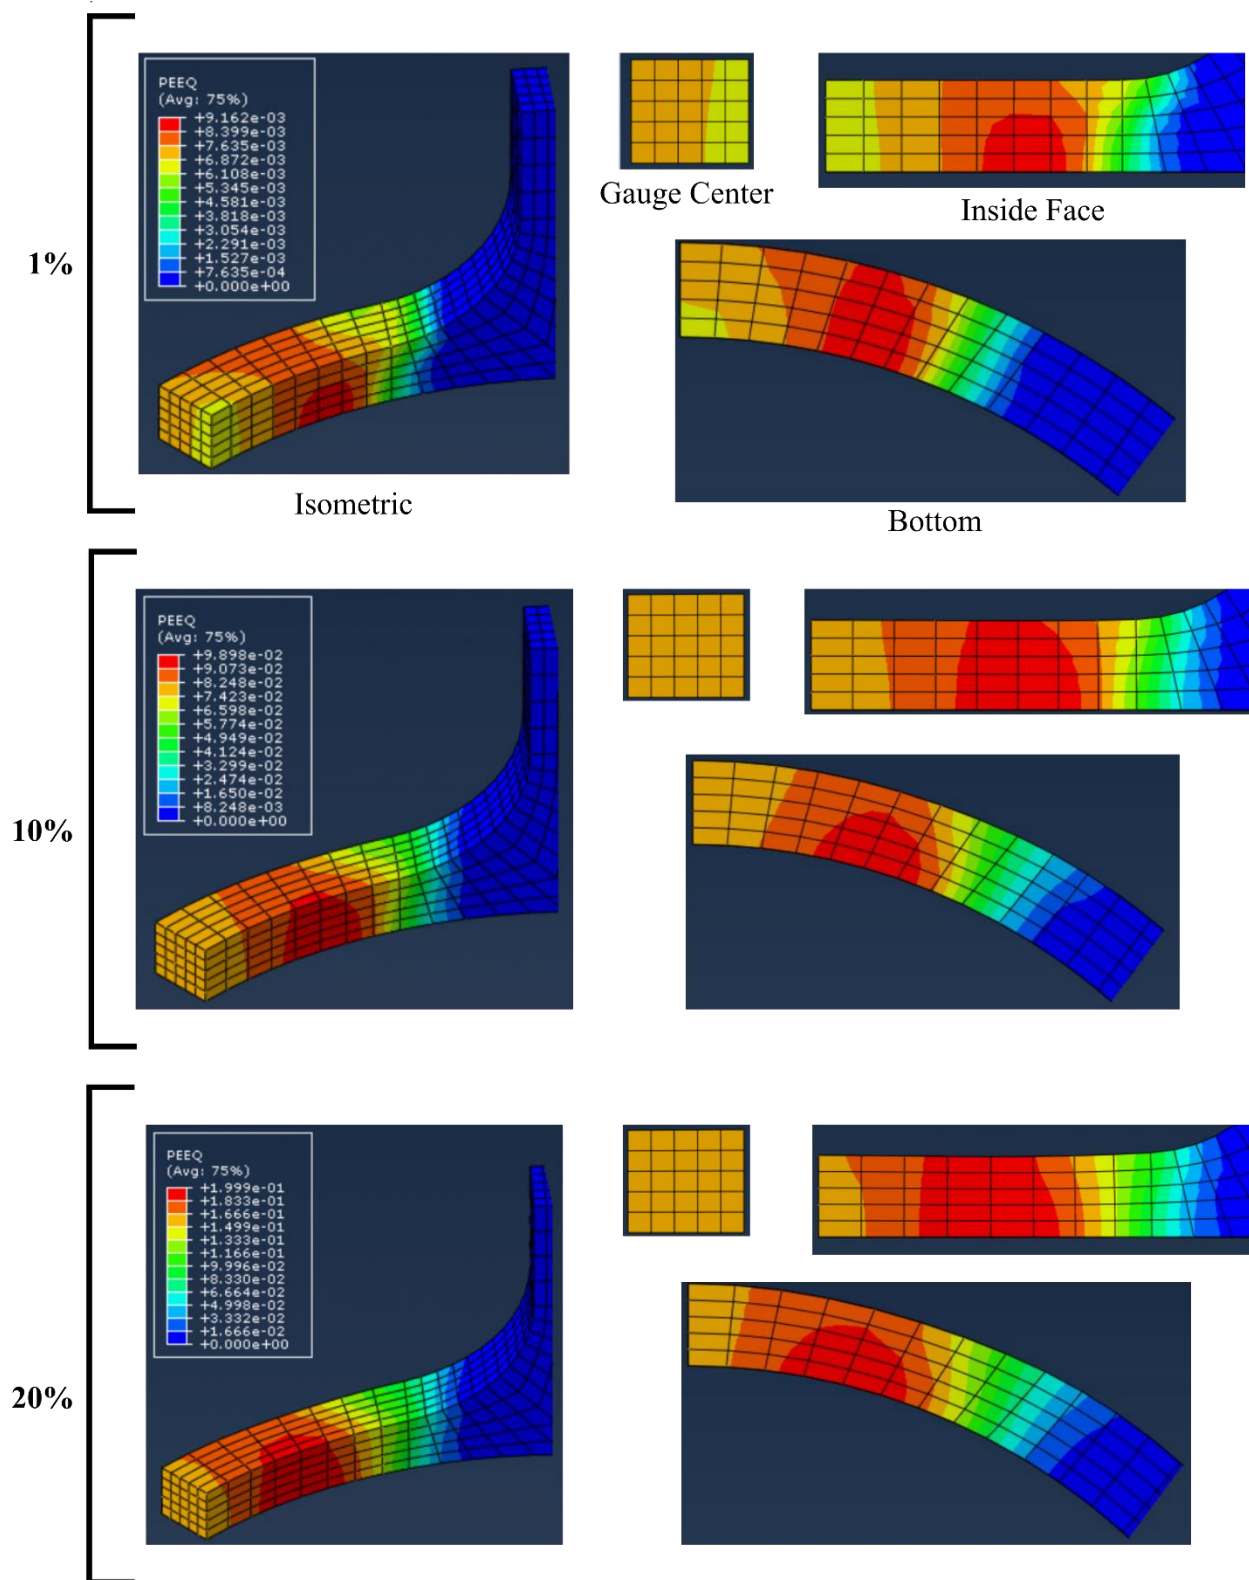 PEEQ
(Avg: 75%)
+9.162e-03
+8.399e-03
+7.635e-03
+6.872e-03
+6.108e-03
+5.345e-03
+4.581e-03
+3.818e-03
+3.054e-03
+2.291e-03
+1.527e-03
+7.635e-04
+0.000e+00
Gauge Center
Inside Face
1%
Isometric
Bottom
PEEQ
(Avg: 75%)
+9.898e-02
+9.073e-02
+8.248e-02
+7.423e-02
+6.598e-02
+5.774e-02
+4.949e-02
+4.124e-02
+3.299e-02
+2.474e-02
+1.650e-02
+8.248e-03
+0.000e+00
10%
PEEQ
(Avg: 75%)
+1.999e-01
+1.833e-01
+1.666e-01
+1.499e-01
+1.333e-01
+1.166e-01
+9.996e-02
+8.330e-02
+6.664e-02
+4.998e-02
+3.332e-02
+1.666e-02
+0.000e+00
20%